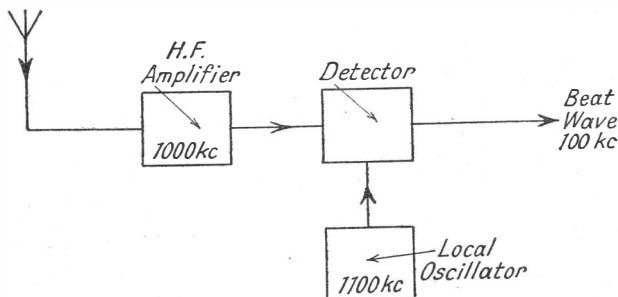 H.F.
Amplifier
1000kc
Detector
Beat
Wave
100 kc
Local
Oscillator
1100kc